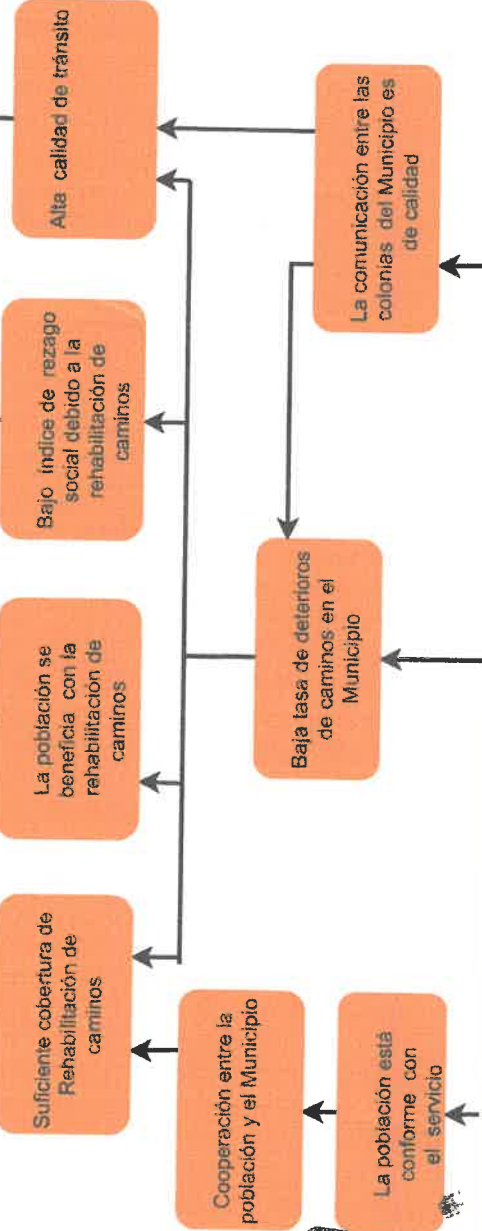 Suficiente cobertura de
Rehabilitación de
caminos
La población se
beneficia con la
rehabilitación de
caminos
Bajo índice de rezago
social debido a la
rehabilitación de
caminos
Alta calidad de tránsito
Cooperación entre la
población y el Municipio
Baja tasa de deterioros
de caminos en el
Municipio
La comunicación entre las
colonias del Municipio es
de calidad
La población está
conforme con
el servicio